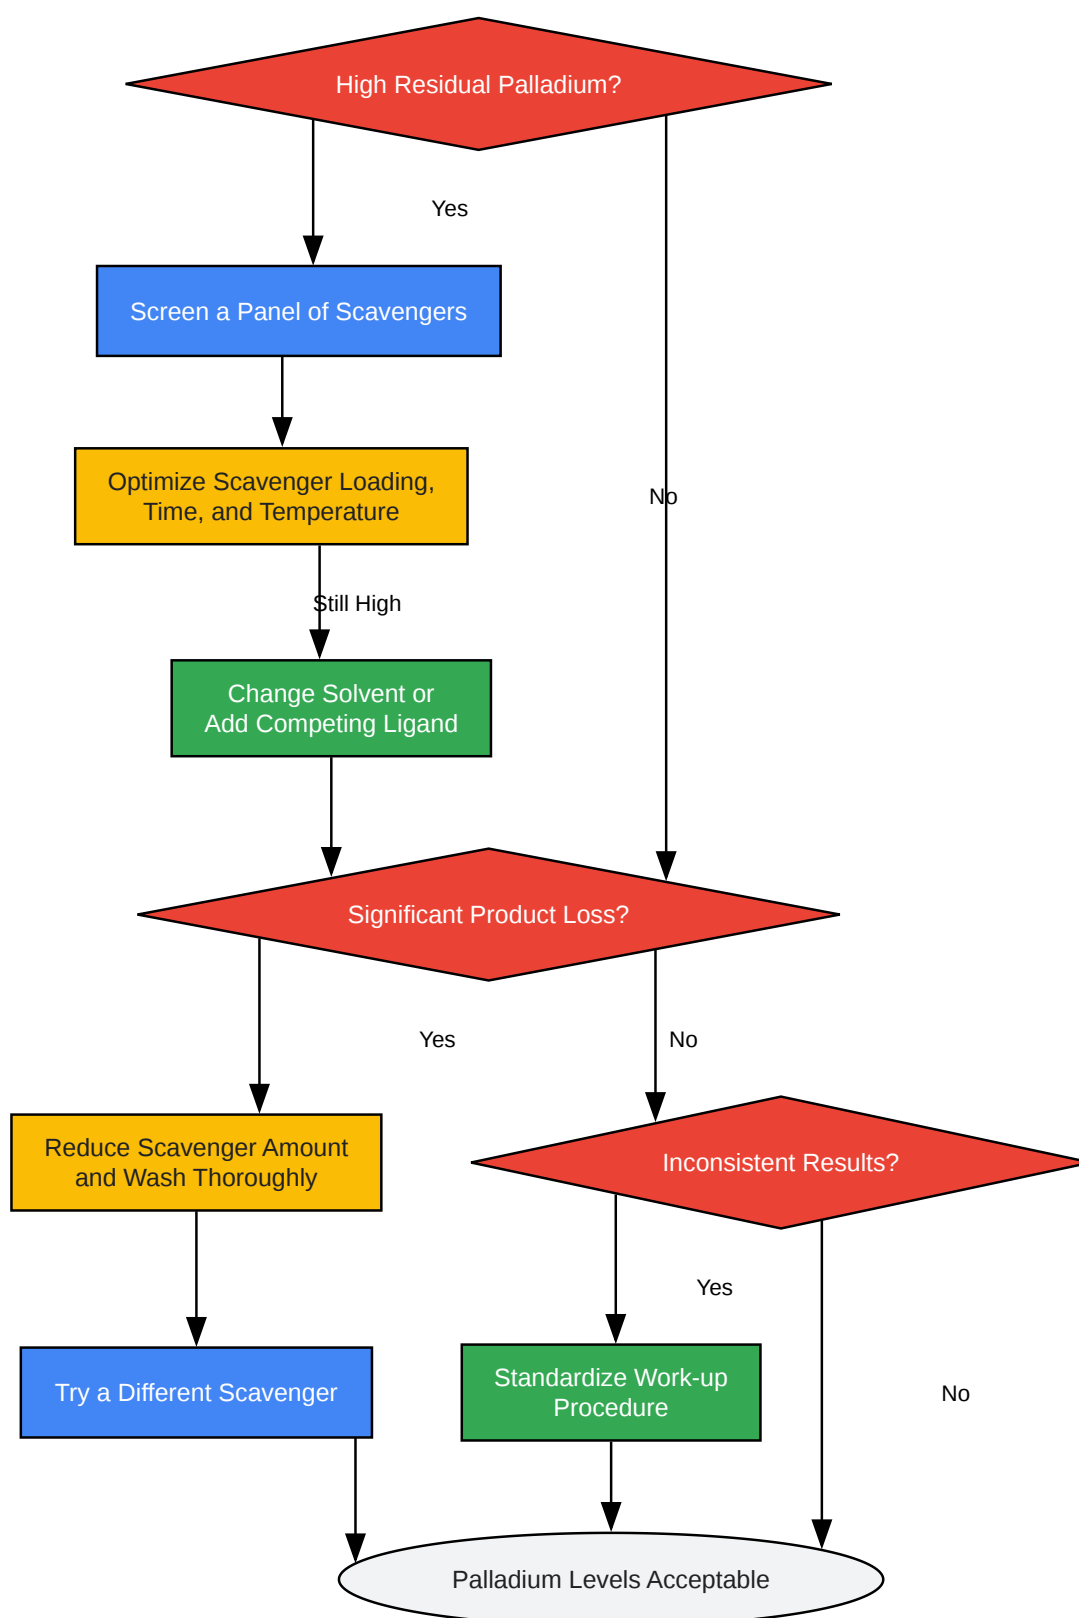 High Residual Palladium?
Yes
Screen a Panel of Scavengers
Optimize Scavenger Loading,
Time, and Temperature
No
Still High
Change Solvent or
Add Competing Ligand
Significant Product Loss?
Yes
No
Reduce Scavenger Amount
and Wash Thoroughly
Inconsistent Results?
Yes
Try a Different Scavenger
Standardize Work-up
Procedure
No
Palladium Levels Acceptable